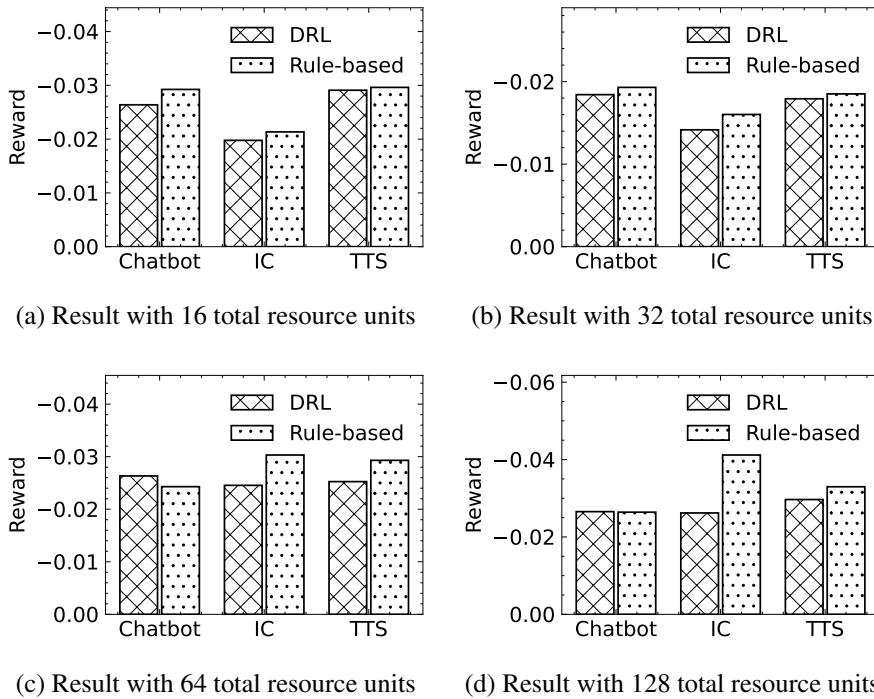 −0.04
−0.03
−0.02
−0.01
0.00
Reward
DRL
Rule-based
Chatbot IC TTS
(a) Result with 16 total resource units
−0.02
−0.01
0.00
Reward
DRL
Rule-based
Chatbot IC TTS
(b) Result with 32 total resource units
−0.04
−0.03
−0.02
−0.01
0.00
Reward
DRL
Rule-based
Chatbot IC TTS
(c) Result with 64 total resource units
−0.06
−0.04
−0.02
0.00
Reward
DRL
Rule-based
Chatbot IC TTS
(d) Result with 128 total resource units